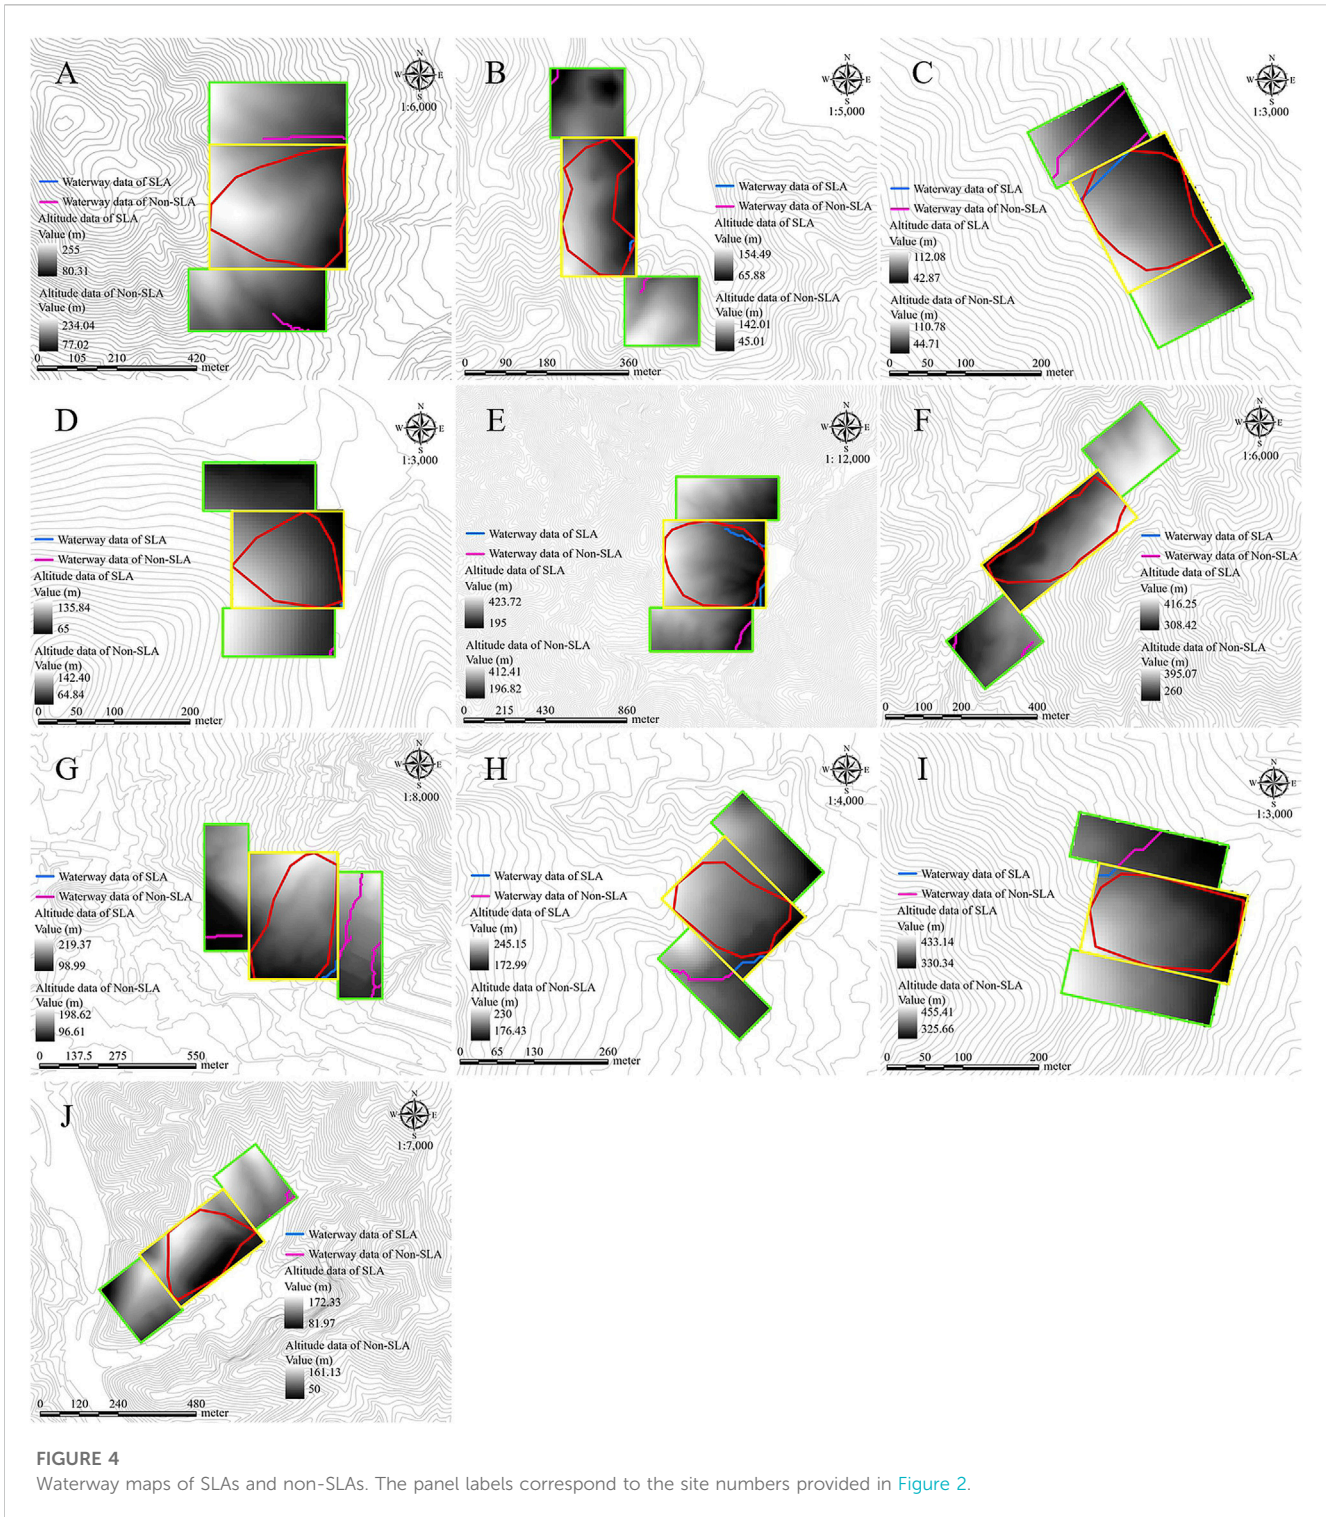 A
N
W E
S
1:6,000
Waterway data of SLA
Waterway data of Non-SLA
Altitude data of SLA
Value (m)
255
80.31
Altitude data of Non-SLA
Value (m)
234.04
77.02
0 105 210 420
meter
B
N
W E
S
1:5,000
Waterway data of SLA
Waterway data of Non-SLA
Altitude data of SLA
Value (m)
154.49
65.88
Altitude data of Non-SLA
Value (m)
142.01
45.01
0 90 180 360
meter
C
N
W E
S
1:3,000
Waterway data of SLA
Waterway data of Non-SLA
Altitude data of SLA
Value (m)
112.08
42.87
Altitude data of Non-SLA
Value (m)
110.78
44.71
0 50 100 200
meter
D
N
W E
S
1:3,000
Waterway data of SLA
Waterway data of Non-SLA
Altitude data of SLA
Value (m)
135.84
65
Altitude data of Non-SLA
Value (m)
142.40
64.84
0 50 100 200
meter
E
N
W E
S
1: 12,000
Waterway data of SLA
Waterway data of Non-SLA
Altitude data of SLA
Value (m)
423.72
195
Altitude data of Non-SLA
Value (m)
412.41
196.82
0 215 430 860
meter
F
N
W E
S
1:6,000
Waterway data of SLA
Waterway data of Non-SLA
Altitude data of SLA
Value (m)
416.25
308.42
Altitude data of Non-SLA
Value (m)
395.07
260
0 100 200 400
meter
G
N
W E
S
1:8,000
Waterway data of SLA
Waterway data of Non-SLA
Altitude data of SLA
Value (m)
219.37
98.99
Altitude data of Non-SLA
Value (m)
198.62
96.61
0 137.5 275 550
meter
H
N
W E
S
1:4,000
Waterway data of SLA
Waterway data of Non-SLA
Altitude data of SLA
Value (m)
245.15
172.99
Altitude data of Non-SLA
Value (m)
230
176.43
0 65 130 260
meter
I
N
W E
S
1:3,000
Waterway data of SLA
Waterway data of Non-SLA
Altitude data of SLA
Value (m)
433.14
330.34
Altitude data of Non-SLA
Value (m)
455.41
325.66
0 50 100 200
meter
J
N
W E
S
1:7,000
Waterway data of SLA
Waterway data of Non-SLA
Altitude data of SLA
Value (m)
172.33
81.97
Altitude data of Non-SLA
Value (m)
161.13
50
0 120 240 480
meter
FIGURE 4
Waterway maps of SLAs and non-SLAs. The panel labels correspond to the site numbers provided in Figure 2.